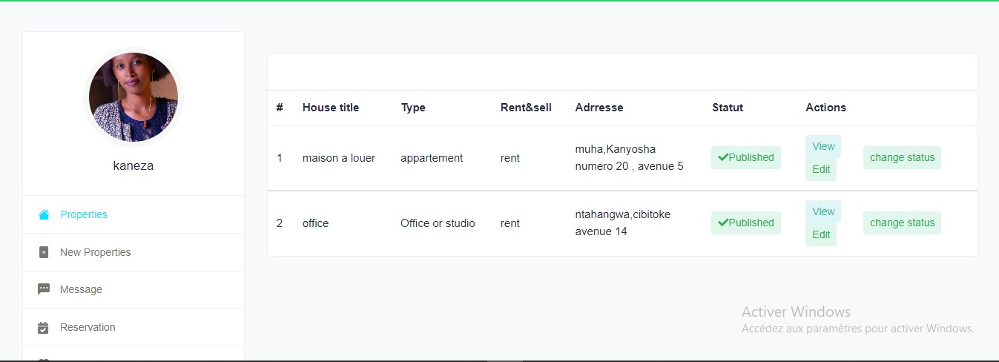 kaneza
Properties
New Properties
Message
Reservation
# House title Type Rent&sell Adrresse Statut Actions
1 maison a louer appartement rent muha,Kanyosha Published View change status
numero 20 , avenue 5 Edit
2 office Office or studio rent ntahangwa,cibitoke Published View change status
avenue 14 Edit
Activer Windows
Accédez aux paramètres pour activer Windows.